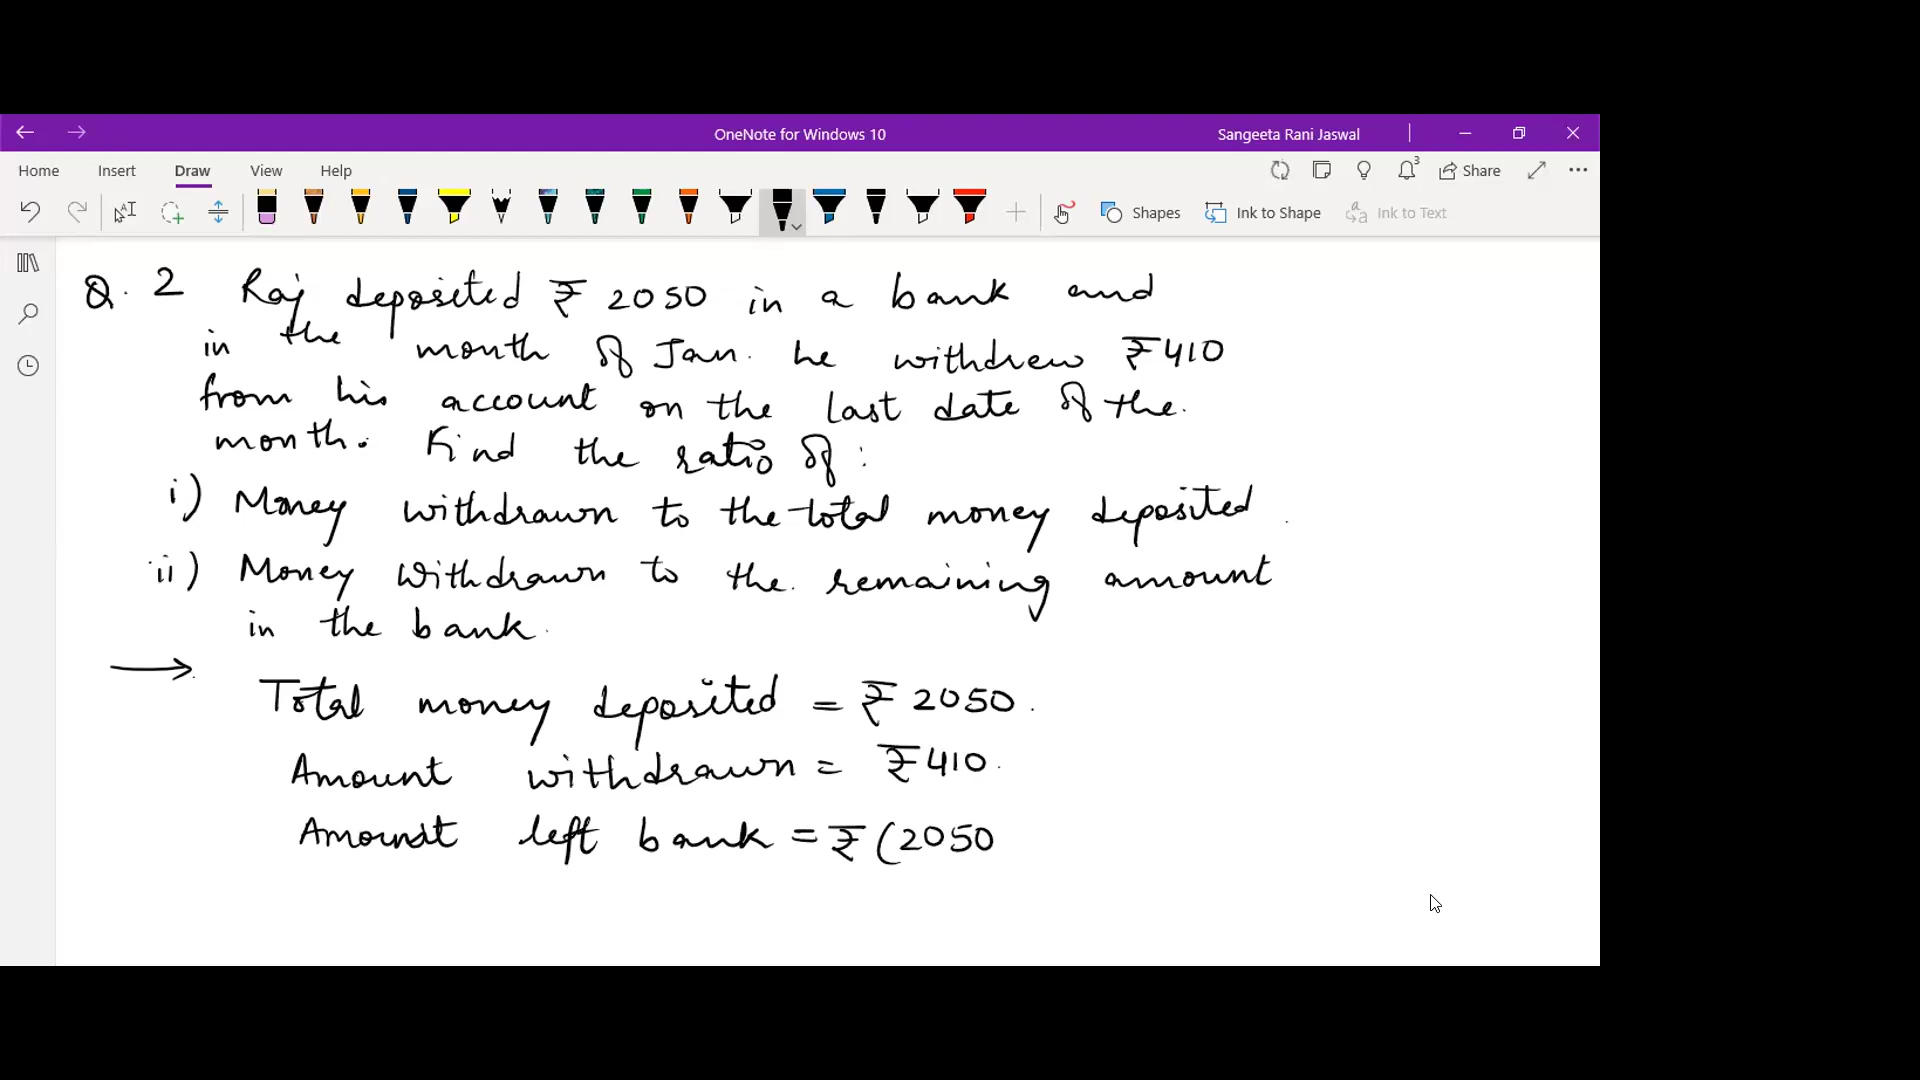 OneNote for Windows 10
Sangeeta Rani Jaswal
Home Insert Draw View Help
3
Share
Shapes
Ink to Shape
Ink to Text
Q. 2 Raj deposited ₹ 2050 in a bank and
in the month of Jan. he withdrew ₹410
from his account on the last date of the.
month. Find the ratio of :
i) Money withdrawn to the total money deposited.
ii) Money withdrawn to the. remaining amount
in the bank.
→
Total money deposited = ₹ 2050.
Amount withdrawn = ₹410.
Amount left bank = ₹ (2050